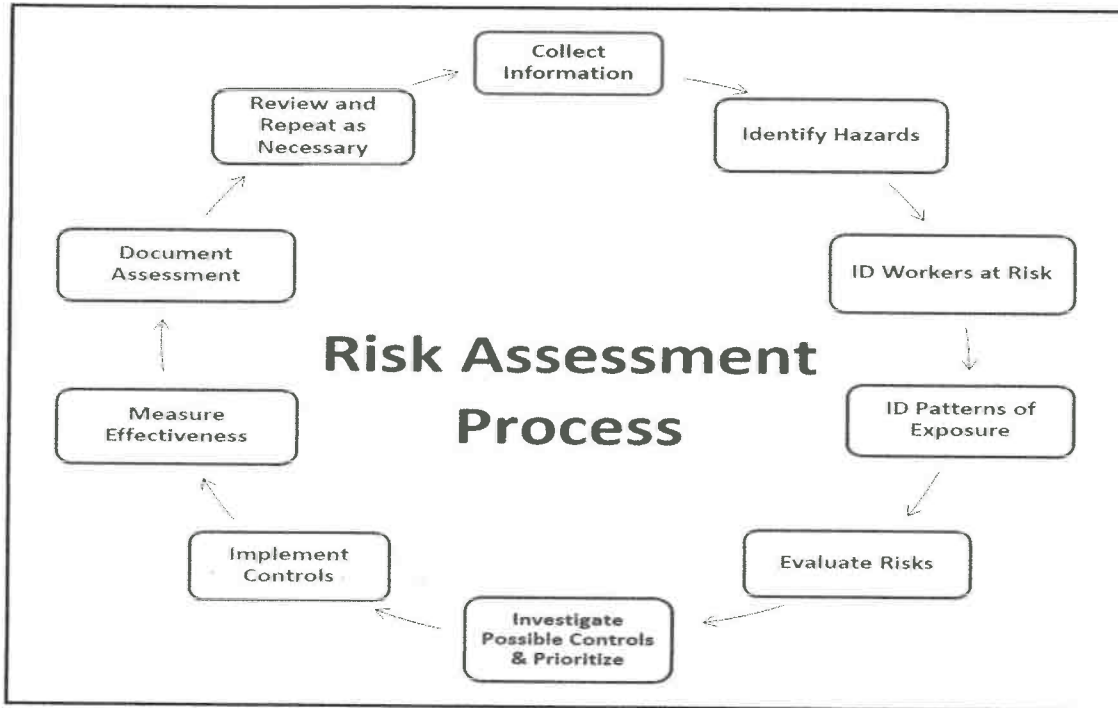 Collect
Information
Identify Hazards
ID Workers at Risk
ID Patterns of
Exposure
Evaluate Risks
Investigate
Possible Controls
& Prioritize
Implement
Controls
Measure
Effectiveness
Document
Assessment
Review and
Repeat as
Necessary
Risk Assessment
Process